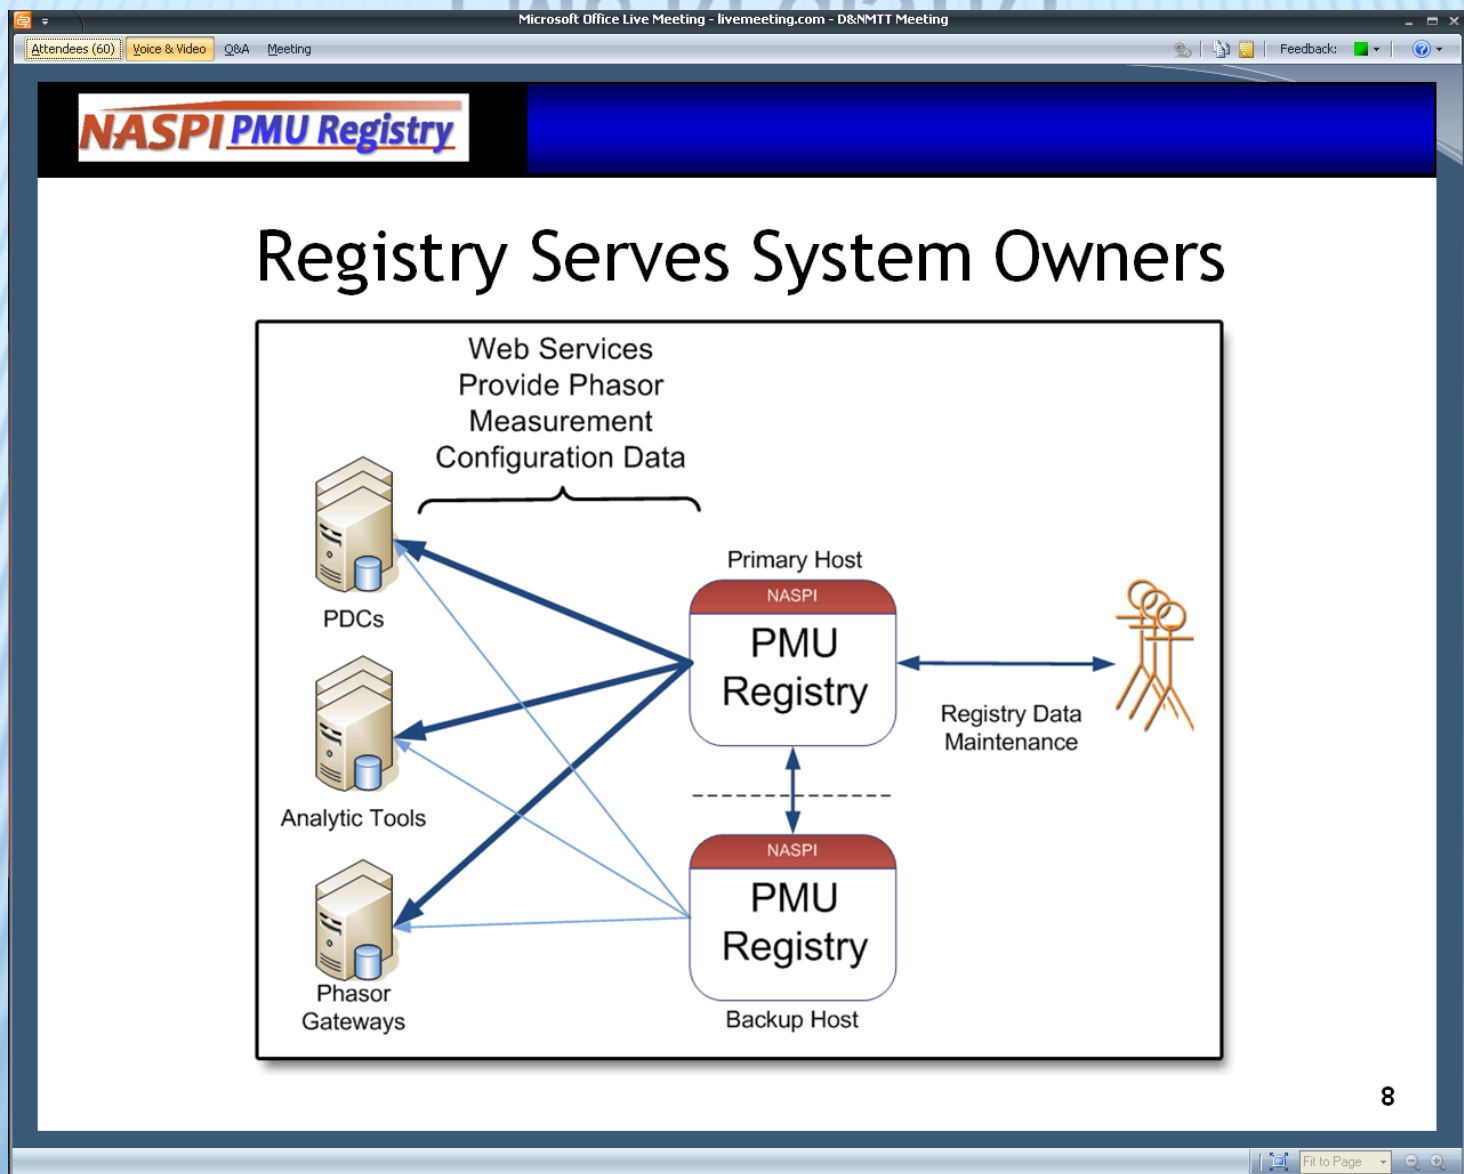 Microsoft Office Live Meeting - livemeeting.com - D&NMTT Meeting
Attendees (60) Voice & Video Q&A Meeting
Feedback:
NASPI PMU Registry
Registry Serves System Owners
Web Services
Provide Phasor
Measurement
Configuration Data
PDCs
Primary Host
NASPI
PMU
Registry
Registry Data
Maintenance
Analytic Tools
NASPI
PMU
Registry
Phasor
Gateways
Backup Host
8
Fit to Page